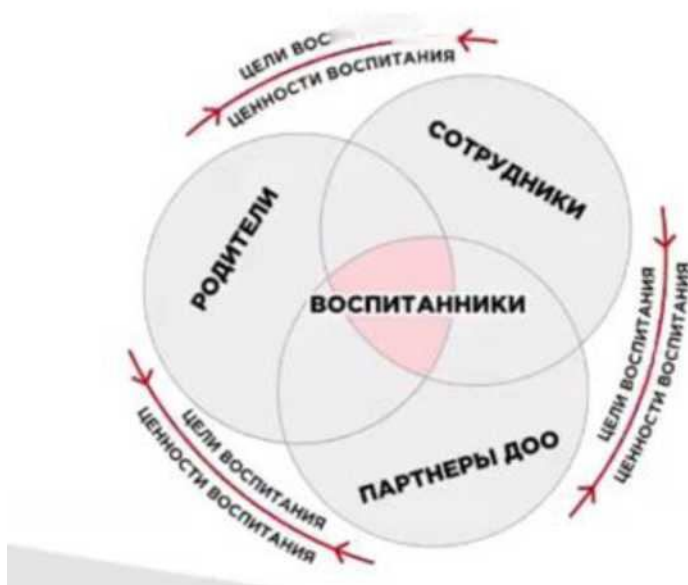 ЦЕЛИ ВОС
ЦЕННОСТИ ВОСПИТАНИЯ
СОТРУДНИКИ
РОДИТЕЛИ
ВОСПИТАННИКИ
ЦЕЛИ ВОСПИТАНИЯ
ЦЕННОСТИ ВОСПИТАНИЯ
ПАРТНЕРЫ ДОО
ЦЕЛИ ВОСПИТАНИЯ
ЦЕННОСТИ ВОСПИТАНИЯ